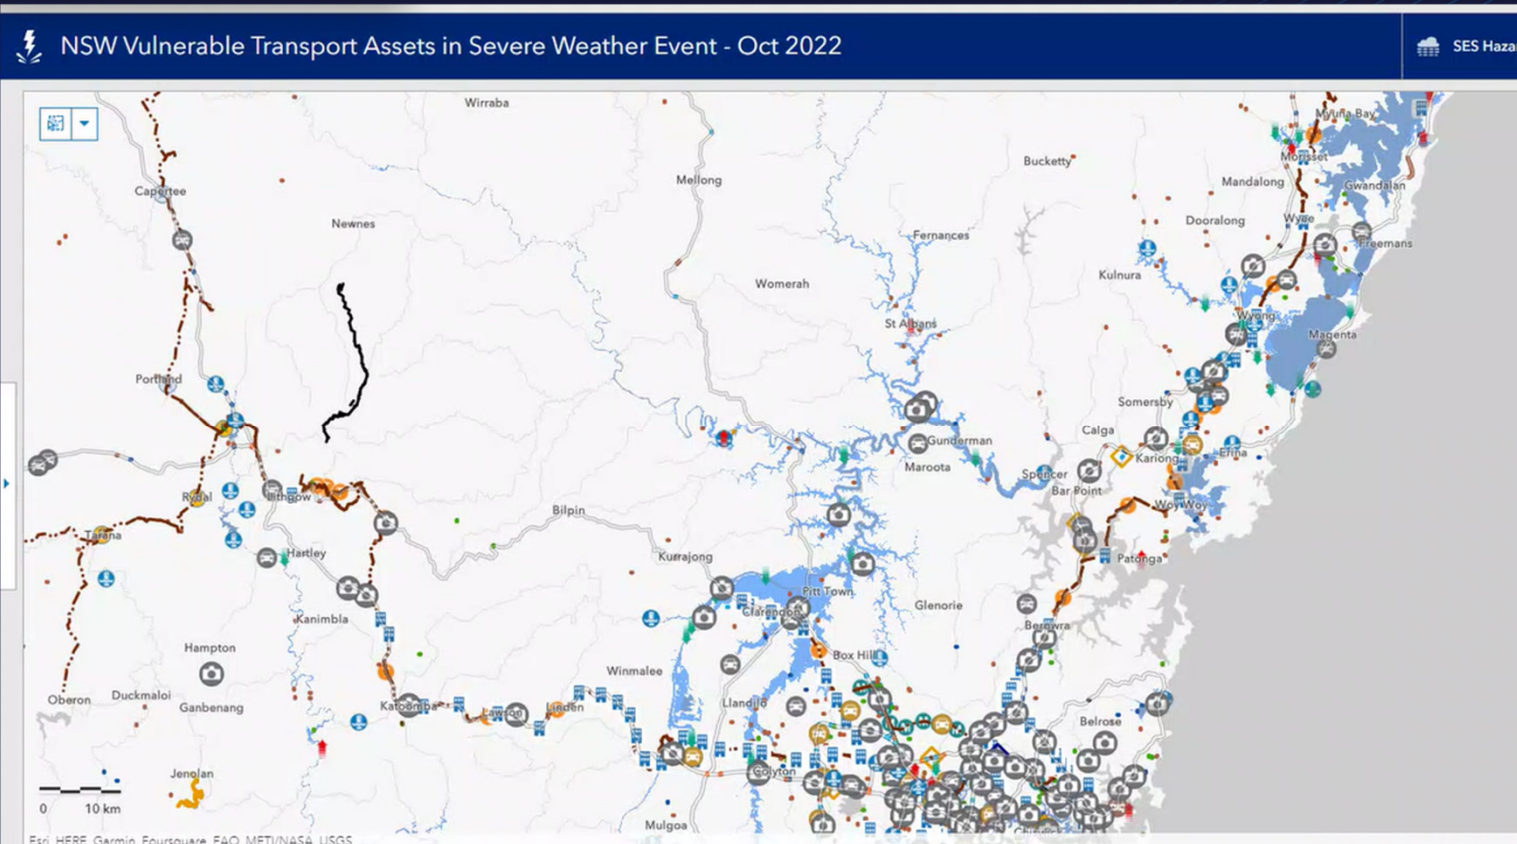 NSW Vulnerable Transport Assets in Severe Weather Event - Oct 2022
SES Haza
Wirraba
Myuna Bay
Bucketty
Morisset
Mellong
Mandalong
Gwandalan
Capertee
Newnes
Dooralong
Wyee
Fernances
Freemans
Kulnura
Womerah
Wyong
St Albans
Magenta
Portland
Somersby
Calga
Gunderman
Kariong
Erina
Maroota
Spencer
Bar Point
Rydal
Lithgow
Woy Woy
Bilpin
Tarana
Hartley
Kurrajong
Patonga
Pitt Town
Clarendon
Glenorie
Kanimbla
Berowra
Hampton
Box Hill
Winmalee
Oberon
Duckmaloi
Ganbenang
Katoomba
Lawson
Linden
Llandilo
Belrose
Jenolan
Colyton
0 10 km
Mulgoa
Esri, HERE, Garmin, Foursquare, FAO, METI/NASA, USGS